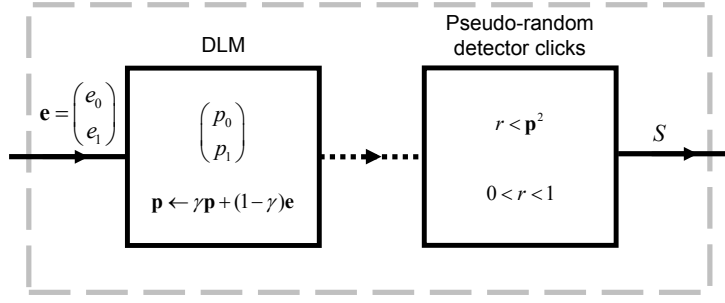 DLM
Pseudo-random
detector clicks
e = (e₀
e₁)
(p₀
p₁)
p ← γp + (1 − γ)e
r < p²
0 < r < 1
S